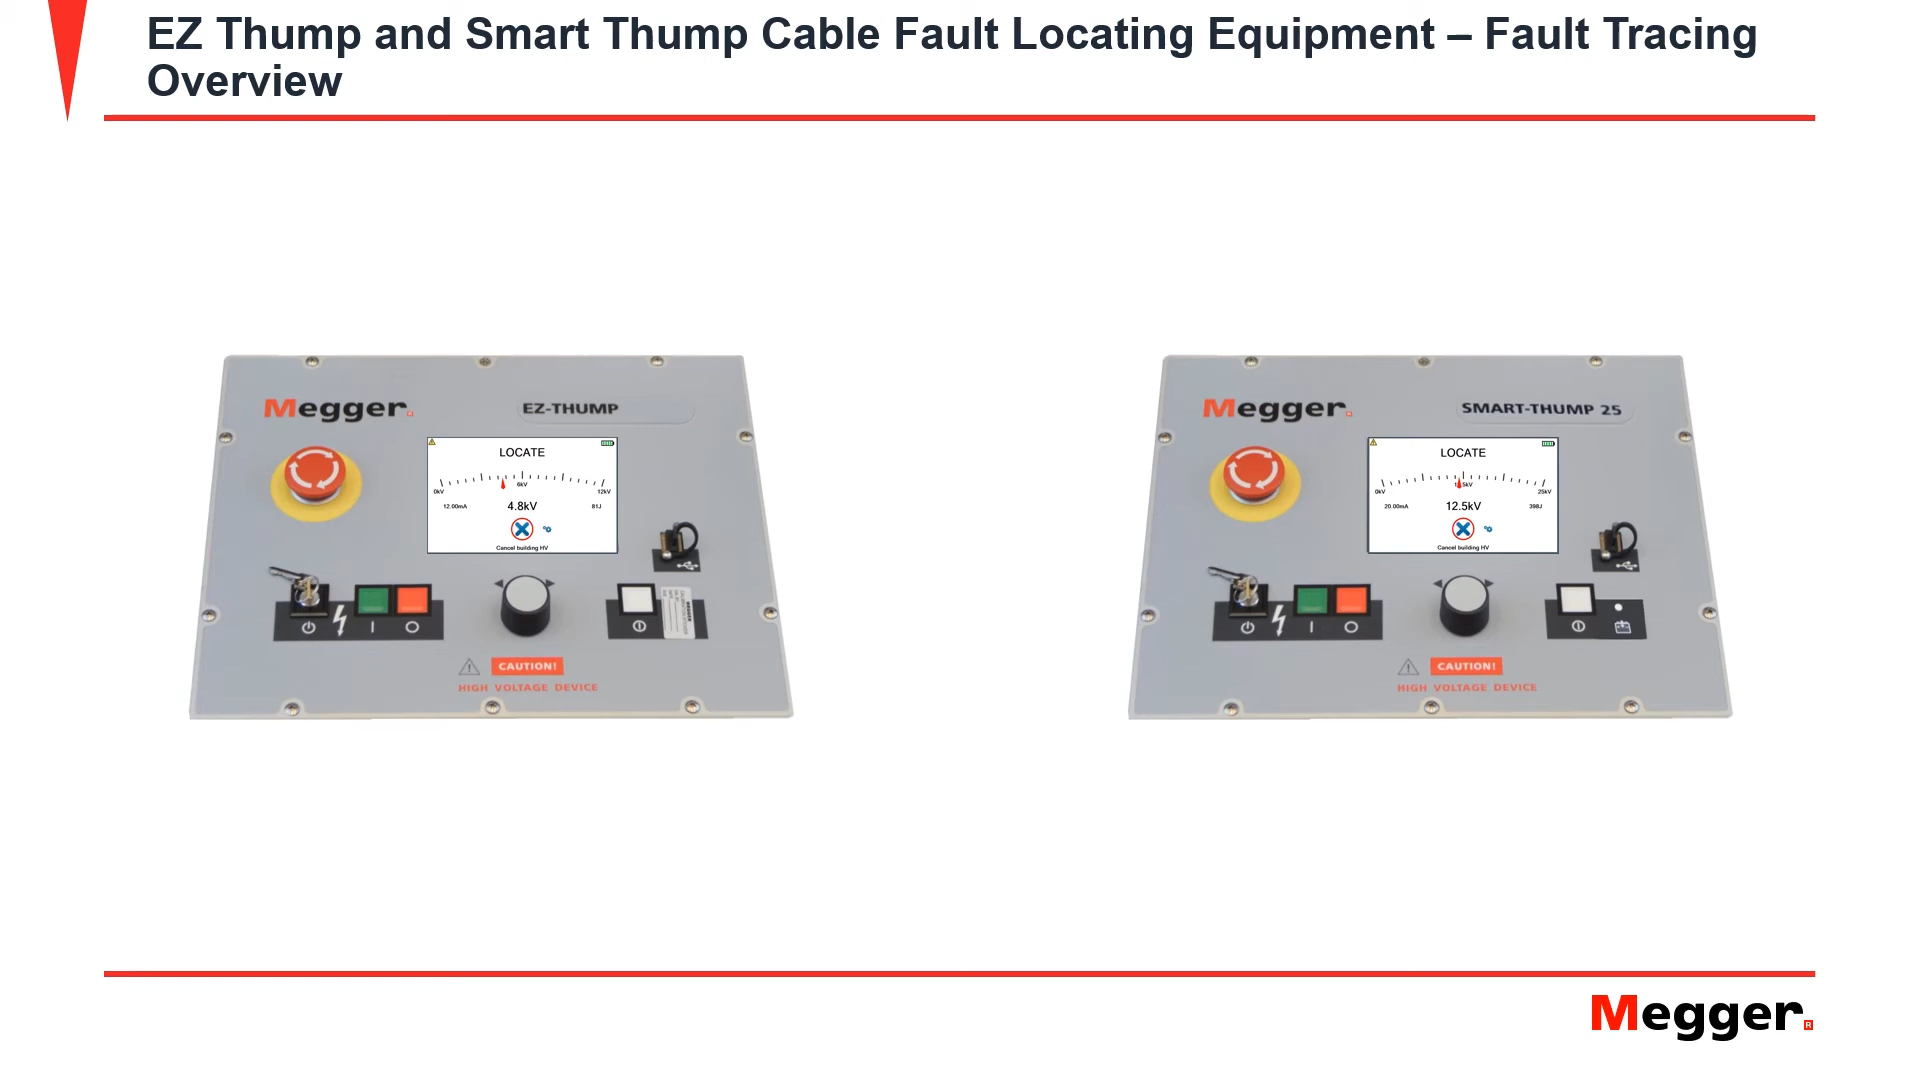 EZ Thump and Smart Thump Cable Fault Locating Equipment – Fault Tracing
Overview
Megger
EZ-THUMP
LOCATE
0kV
6kV
12kV
12.00mA
4.8kV
81J
Cancel building HV
CAUTION!
HIGH VOLTAGE DEVICE
Megger
SMART-THUMP 25
LOCATE
0kV
25kV
20.00mA
12.5kV
398J
Cancel building HV
CAUTION!
HIGH VOLTAGE DEVICE
Megger